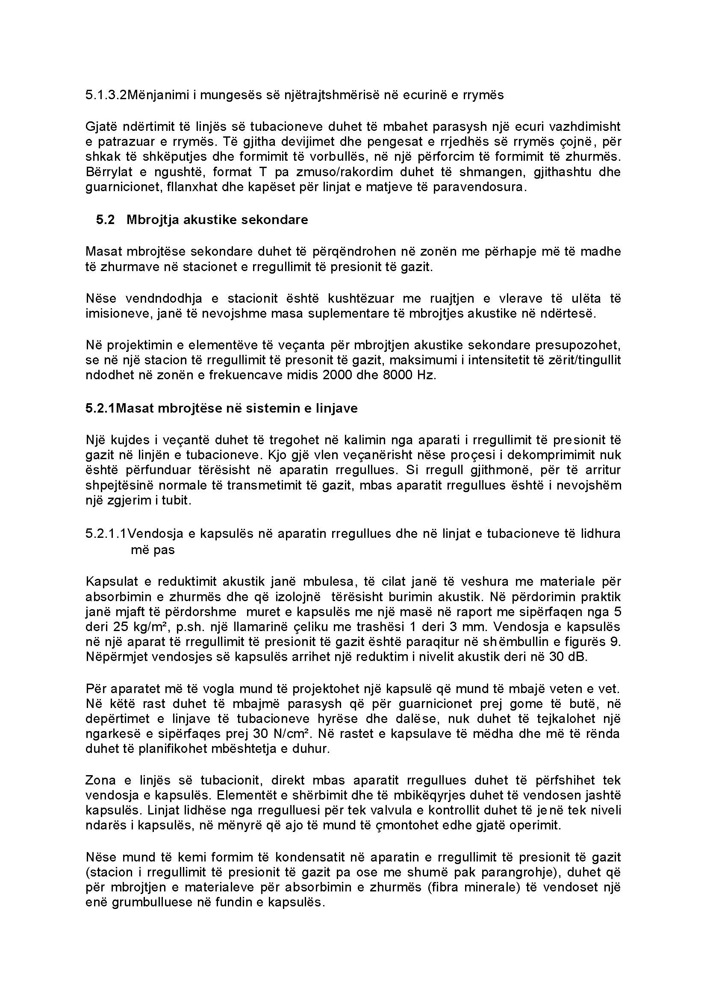 5.1.3.2Mënjanimi i mungesës së njëtrajtshmërisë në ecurinë e rrymës
Gjatë ndërtimit të linjës së tubacioneve duhet të mbahet parasysh një ecuri vazhdimisht
e patrazuar e rrymës. Të gjitha devijimet dhe pengesat e rrjedhës së rrymës çojnë, për
shkak të shkëputjes dhe formimit të vorbullës, në një përforcim të formimit të zhurmës.
Bërrylat e ngushtë, format T pa zmuso/rakordim duhet të shmangen, gjithashtu dhe
guarnicionet, fllanxhat dhe kapëset për linjat e matjeve të paravendosura.
5.2 Mbrojtja akustike sekondare
Masat mbrojtëse sekondare duhet të përqëndrohen në zonën me përhapje më të madhe
të zhurmave në stacionet e rregullimit të presionit të gazit.
Nëse vendndodhja e stacionit është kushtëzuar me ruajtjen e vlerave të ulëta të
imisioneve, janë të nevojshme masa suplementare të mbrojtjes akustike në ndërtesë.
Në projektimin e elementëve të veçanta për mbrojtjen akustike sekondare presupozohet,
se në një stacion të rregullimit të presonit të gazit, maksimumi i intensitetit të zërit/tingullit
ndodhet në zonën e frekuencave midis 2000 dhe 8000 Hz.
5.2.1Masat mbrojtëse në sistemin e linjave
Një kujdes i veçantë duhet të tregohet në kalimin nga aparati i rregullimit të presionit të
gazit në linjën e tubacioneve. Kjo gjë vlen veçanërisht nëse proçesi i dekomprimimit nuk
është përfunduar tërësisht në aparatin rregullues. Si rregull gjithmonë, për të arritur
shpejtësinë normale të transmetimit të gazit, mbas aparatit rregullues është i nevojshëm
një zgjerim i tubit.
5.2.1.1Vendosja e kapsulës në aparatin rregullues dhe në linjat e tubacioneve të lidhura
më pas
Kapsulat e reduktimit akustik janë mbulesa, të cilat janë të veshura me materiale për
absorbimin e zhurmës dhe që izolojnë tërësisht burimin akustik. Në përdorimin praktik
janë mjaft të përdorshme muret e kapsulës me një masë në raport me sipërfaqen nga 5
deri 25 kg/m², p.sh. një llamarinë çeliku me trashësi 1 deri 3 mm. Vendosja e kapsulës
në një aparat të rregullimit të presionit të gazit është paraqitur në shëmbullin e figurës 9.
Nëpërmjet vendosjes së kapsulës arrihet një reduktim i nivelit akustik deri në 30 dB.
Për aparatet më të vogla mund të projektohet një kapsulë që mund të mbajë veten e vet.
Në këtë rast duhet të mbajmë parasysh që për guarnicionet prej gome të butë, në
depërtimet e linjave të tubacioneve hyrëse dhe dalëse, nuk duhet të tejkalohet një
ngarkesë e sipërfaqes prej 30 N/cm². Në rastet e kapsulave të mëdha dhe më të rënda
duhet të planifikohet mbështetja e duhur.
Zona e linjës së tubacionit, direkt mbas aparatit rregullues duhet të përfshihet tek
vendosja e kapsulës. Elementët e shërbimit dhe të mbikëqyrjes duhet të vendosen jashtë
kapsulës. Linjat lidhëse nga rregulluesi për tek valvula e kontrollit duhet të jenë tek niveli
ndarës i kapsulës, në mënyrë që ajo të mund të çmontohet edhe gjatë operimit.
Nëse mund të kemi formim të kondensatit në aparatin e rregullimit të presionit të gazit
(stacion i rregullimit të presionit të gazit pa ose me shumë pak parangrohje), duhet që
për mbrojtjen e materialeve për absorbimin e zhurmës (fibra minerale) të vendoset një
enë grumbulluese në fundin e kapsulës.